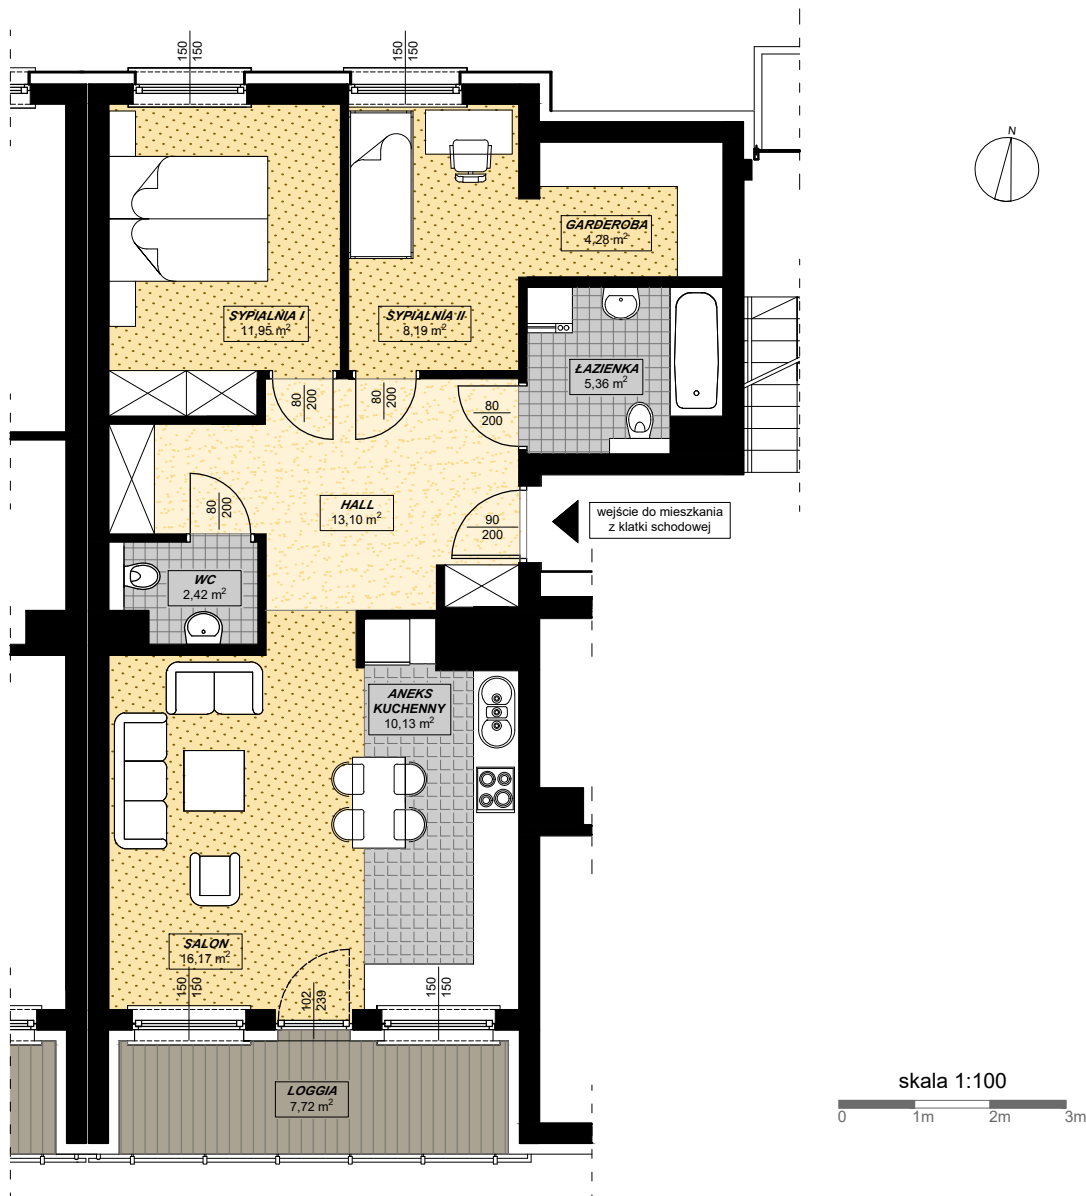 150
150
150
150
N
GARDEROBA
4,28 m²
SYPIALNIA I
11,95 m²
SYPIALNIA II
8,19 m²
ŁAZIENKA
5,36 m²
80
200
80
200
80
200
80
200
HALL
13,10 m²
90
200
wejście do mieszkania
z klatki schodowej
WC
2,42 m²
ANEKS
KUCHENNY
10,13 m²
SALON
16,17 m²
150
150
102
239
150
150
LOGGIA
7,72 m²
skala 1:100
0 1m 2m 3m